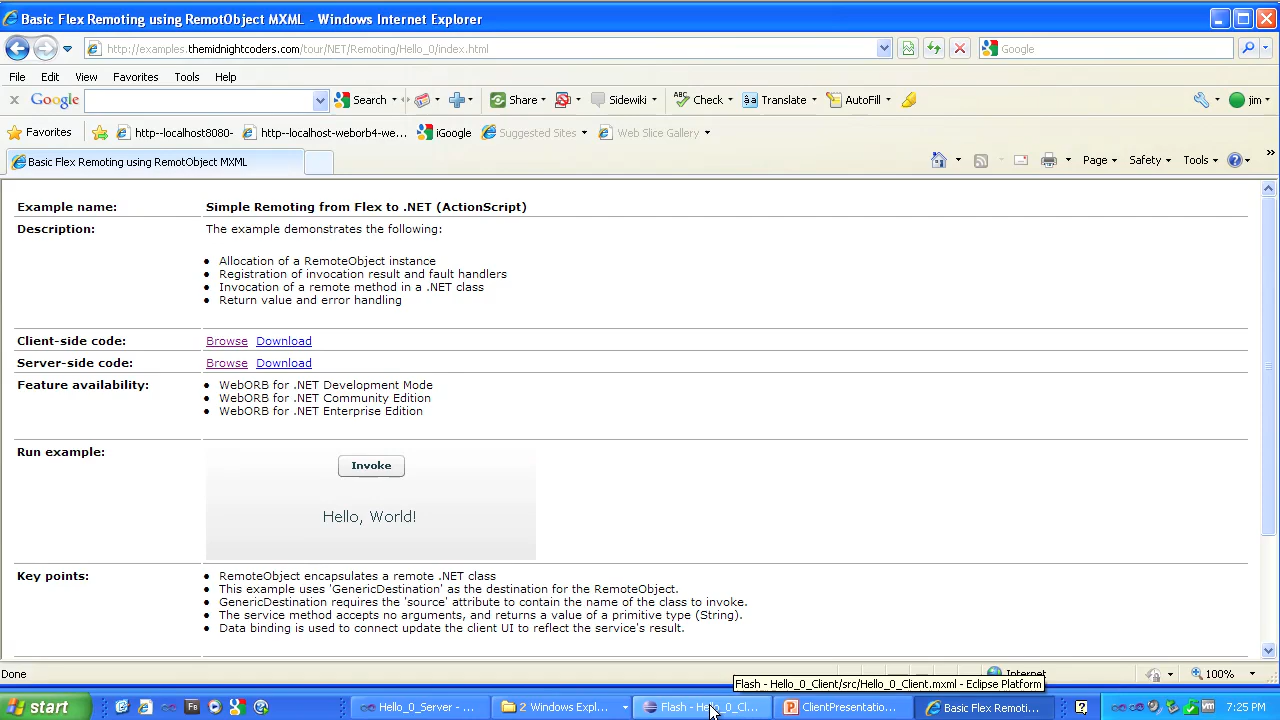 Basic Flex Remoting using RemotObject MXML - Windows Internet Explorer
http://examples.themidnightcoders.com/tour/NET/Remoting/Hello_0/index.html
Google
File Edit View Favorites Tools Help
Google Search Share Sidewiki ABC Check Translate AutoFill jim
Favorites http--localhost8080- http--localhost-weborb4-we... iGoogle Suggested Sites Web Slice Gallery
Basic Flex Remoting using RemotObject MXML
Page Safety Tools
Example name: Simple Remoting from Flex to .NET (ActionScript)
Description: The example demonstrates the following:
• Allocation of a RemoteObject instance
• Registration of invocation result and fault handlers
• Invocation of a remote method in a .NET class
• Return value and error handling
Client-side code: Browse Download
Server-side code: Browse Download
Feature availability: • WebORB for .NET Development Mode
• WebORB for .NET Community Edition
• WebORB for .NET Enterprise Edition
Run example: Invoke
Hello, World!
Key points: • RemoteObject encapsulates a remote .NET class
• This example uses 'GenericDestination' as the destination for the RemoteObject.
• GenericDestination requires the 'source' attribute to contain the name of the class to invoke.
• The service method accepts no arguments, and returns a value of a primitive type (String).
• Data binding is used to connect update the client UI to reflect the service's result.
Done Internet 100%
Flash - Hello_0_Client/src/Hello_0_Client.mxml - Eclipse Platform
start Hello_0_Server - ... 2 Windows Expl... Flash - Hello_0_Cl... ClientPresentatio... Basic Flex Remoti... 7:25 PM